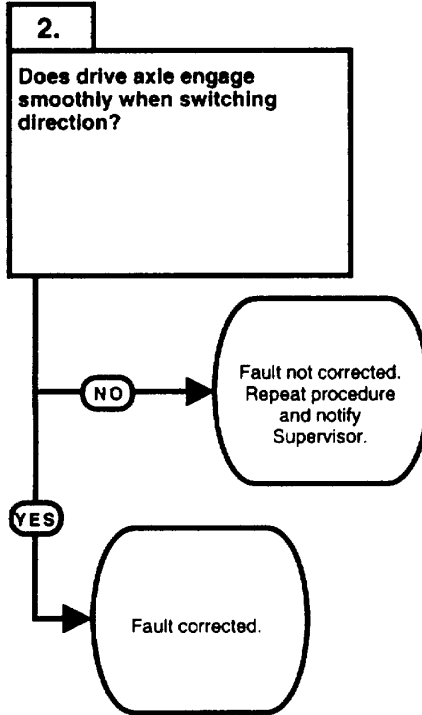 2.
Does drive axle engage
smoothly when switching
direction?
NO
Fault not corrected.
Repeat procedure
and notify
Supervisor.
YES
Fault corrected.